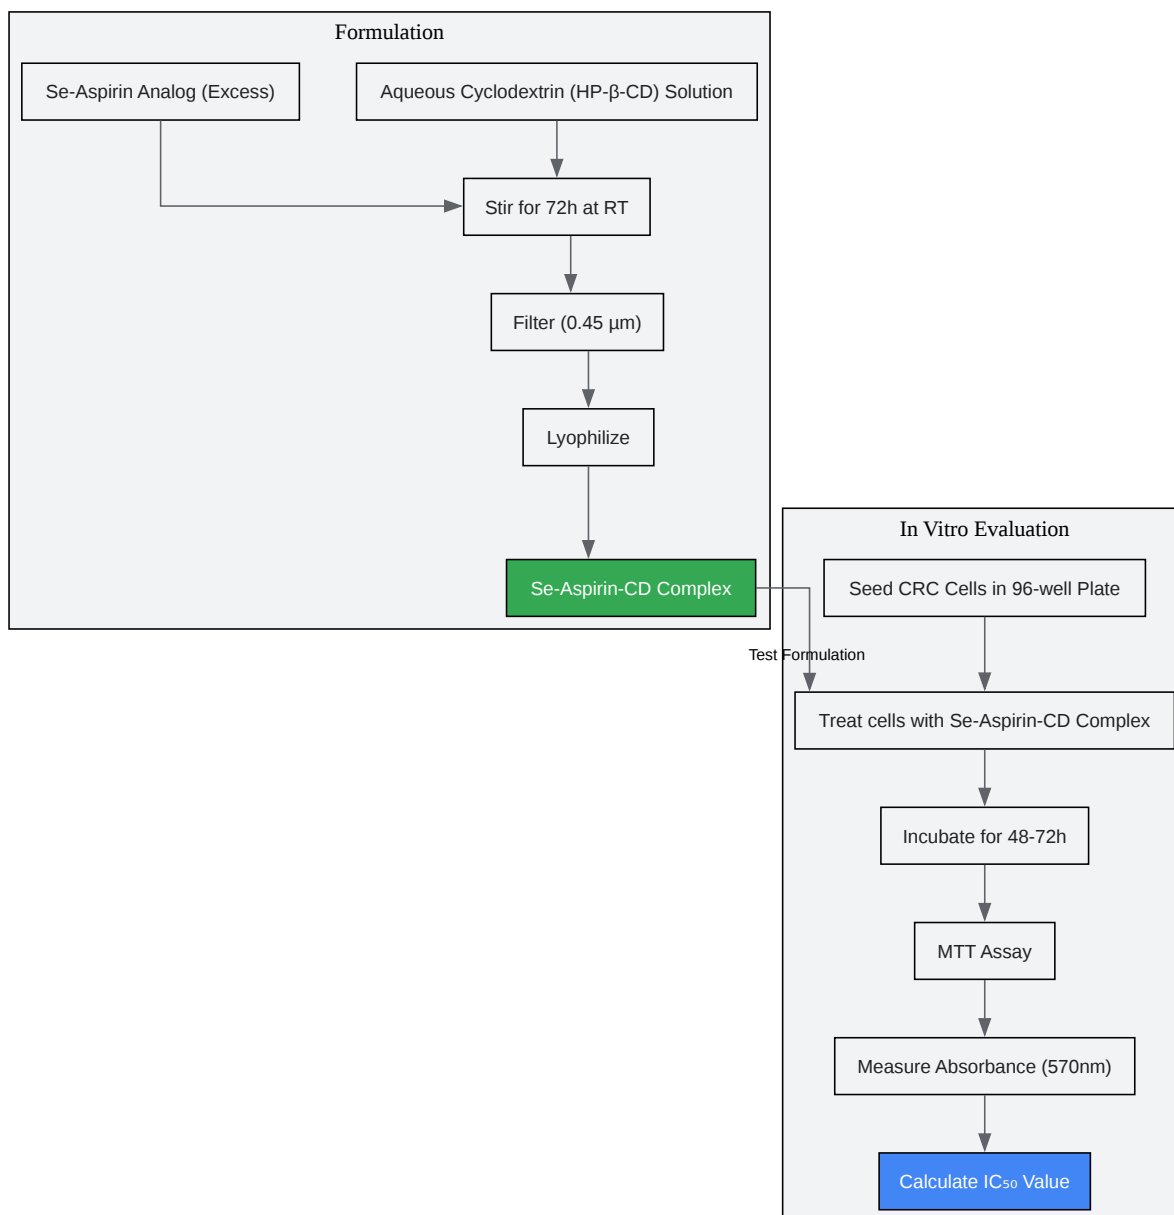 Formulation
Se-Aspirin Analog (Excess)
Aqueous Cyclodextrin (HP-β-CD) Solution
Stir for 72h at RT
Filter (0.45 µm)
Lyophilize
Se-Aspirin-CD Complex
Test Formulation
In Vitro Evaluation
Seed CRC Cells in 96-well Plate
Treat cells with Se-Aspirin-CD Complex
Incubate for 48-72h
MTT Assay
Measure Absorbance (570nm)
Calculate IC₅₀ Value